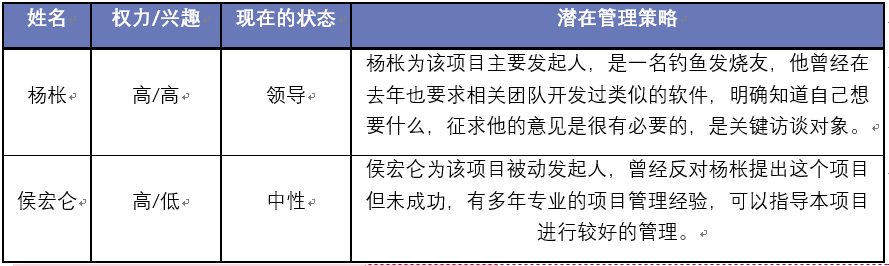 姓名 权力/兴趣 现在的状态 潜在管理策略
杨枨 高/高 领导 杨枨为该项目主要发起人，是一名钓鱼发烧友，他曾经在
去年也要求相关团队开发过类似的软件，明确知道自己想
要什么，征求他的意见是很有必要的，是关键访谈对象。
侯宏仑 高/低 中性 侯宏仑为该项目被动发起人，曾经反对杨枨提出这个项目
但未成功，有多年专业的项目管理经验，可以指导本项目
进行较好的管理。